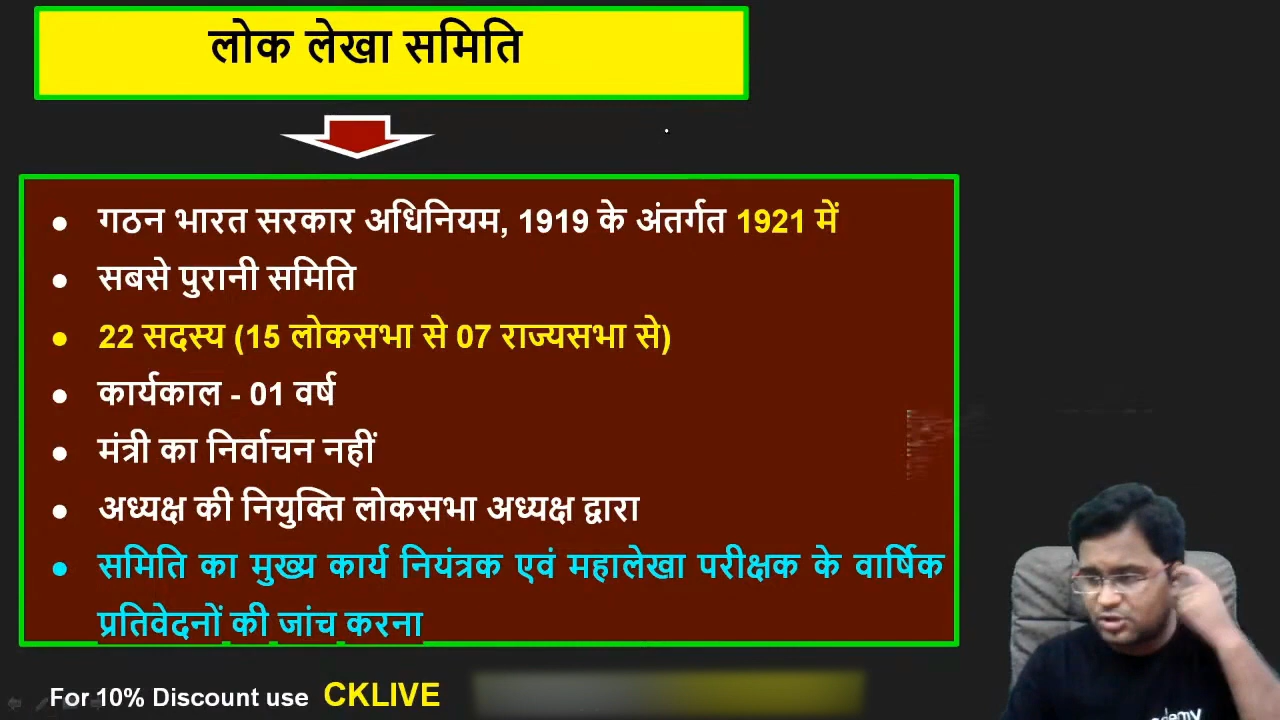 लोक लेखा समिति
• गठन भारत सरकार अधिनियम, 1919 के अंतर्गत 1921 में
• सबसे पुरानी समिति
• 22 सदस्य (15 लोकसभा से 07 राज्यसभा से)
• कार्यकाल - 01 वर्ष
• मंत्री का निर्वाचन नहीं
• अध्यक्ष की नियुक्ति लोकसभा अध्यक्ष द्वारा
• समिति का मुख्य कार्य नियंत्रक एवं महालेखा परीक्षक के वार्षिक
प्रतिवेदनों की जांच करना
For 10% Discount use CKLIVE